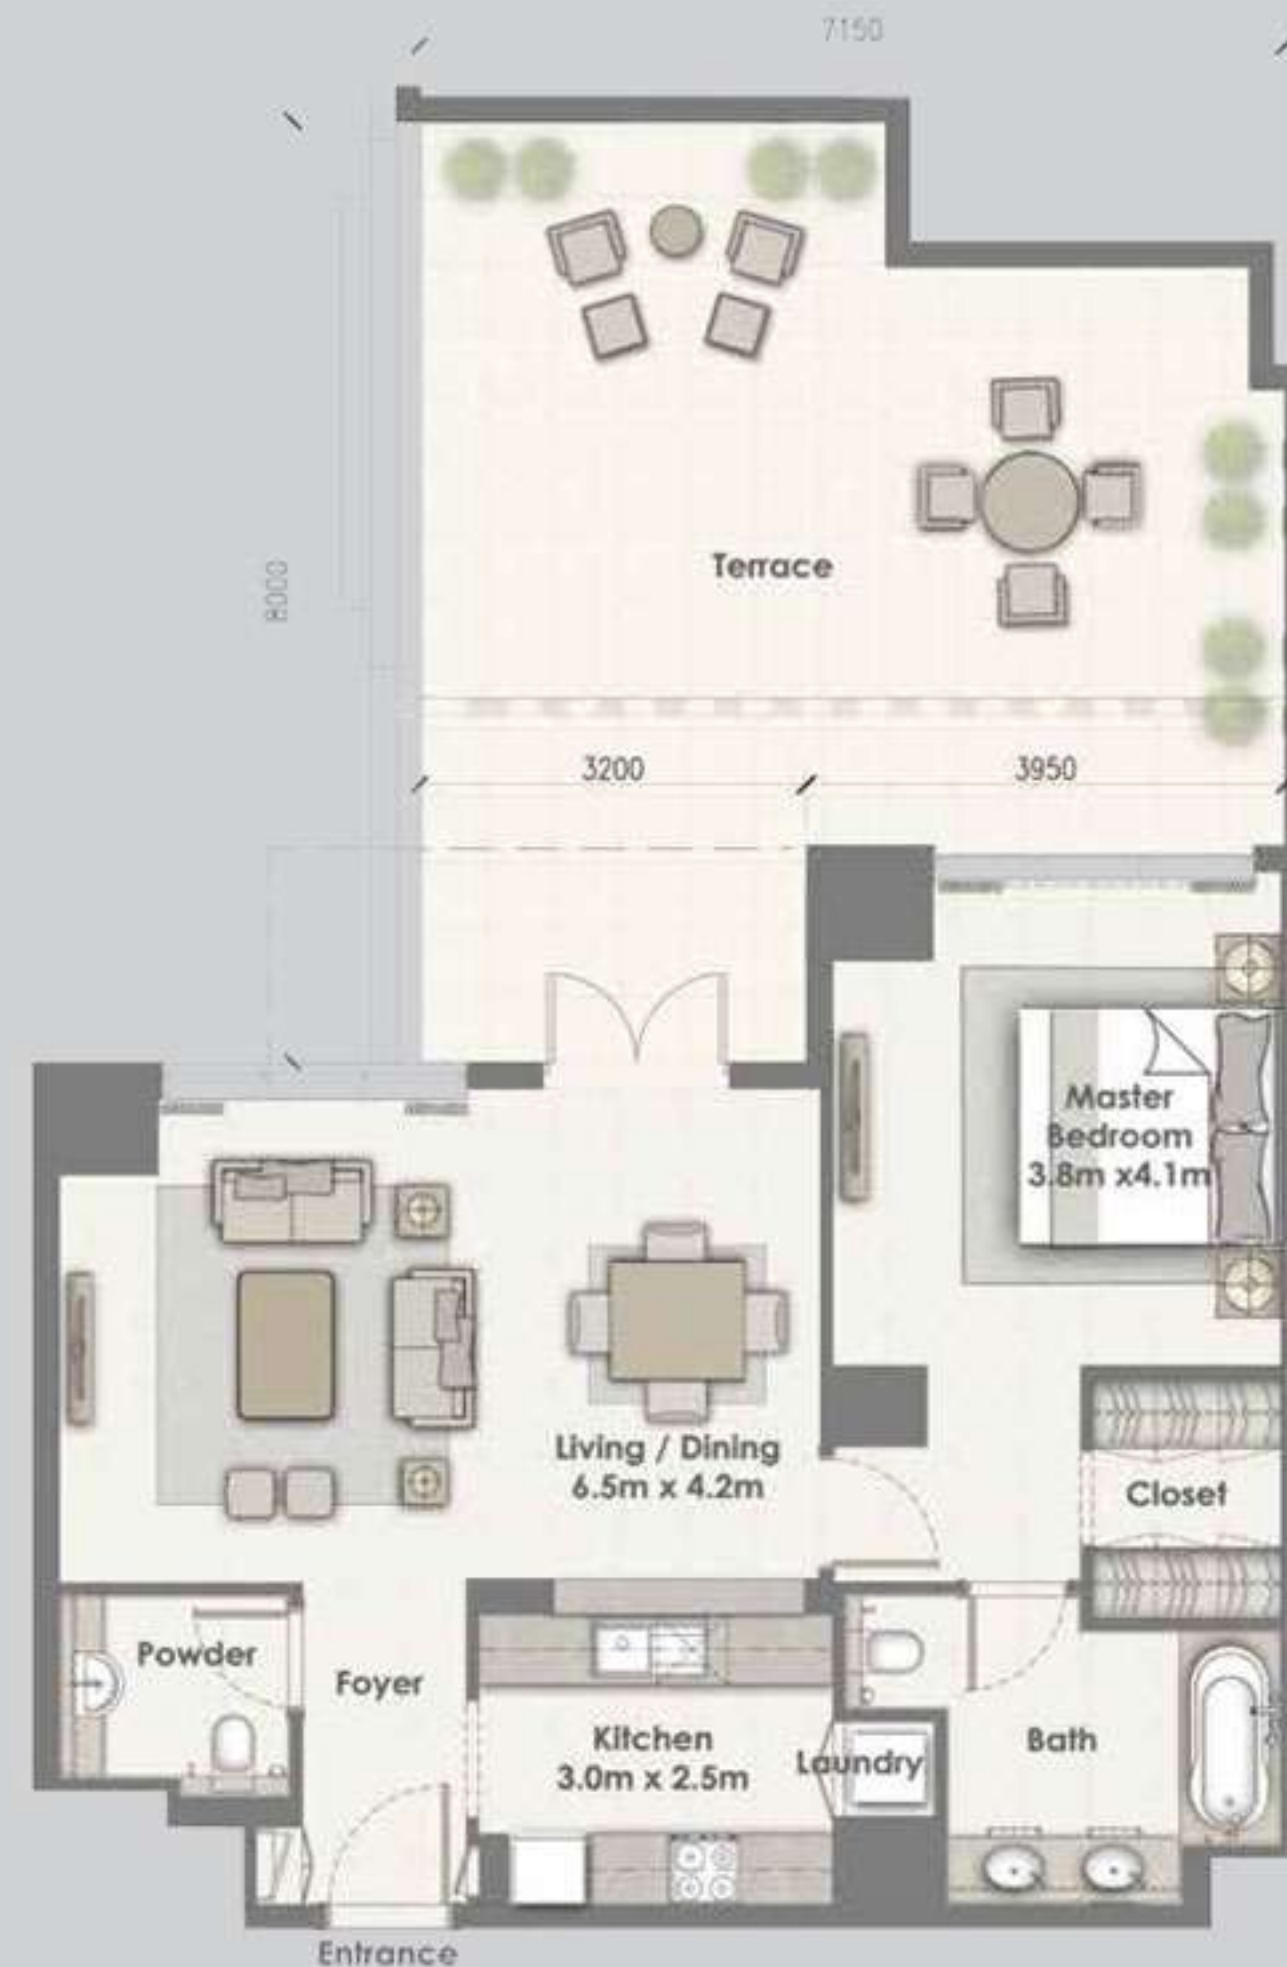 7150
8000
Terrace
3200
3950
Master
Bedroom
3.8m x4.1m
Living / Dining
6.5m x 4.2m
Closet
Powder
Foyer
Kitchen
3.0m x 2.5m
Laundry
Bath
Entrance